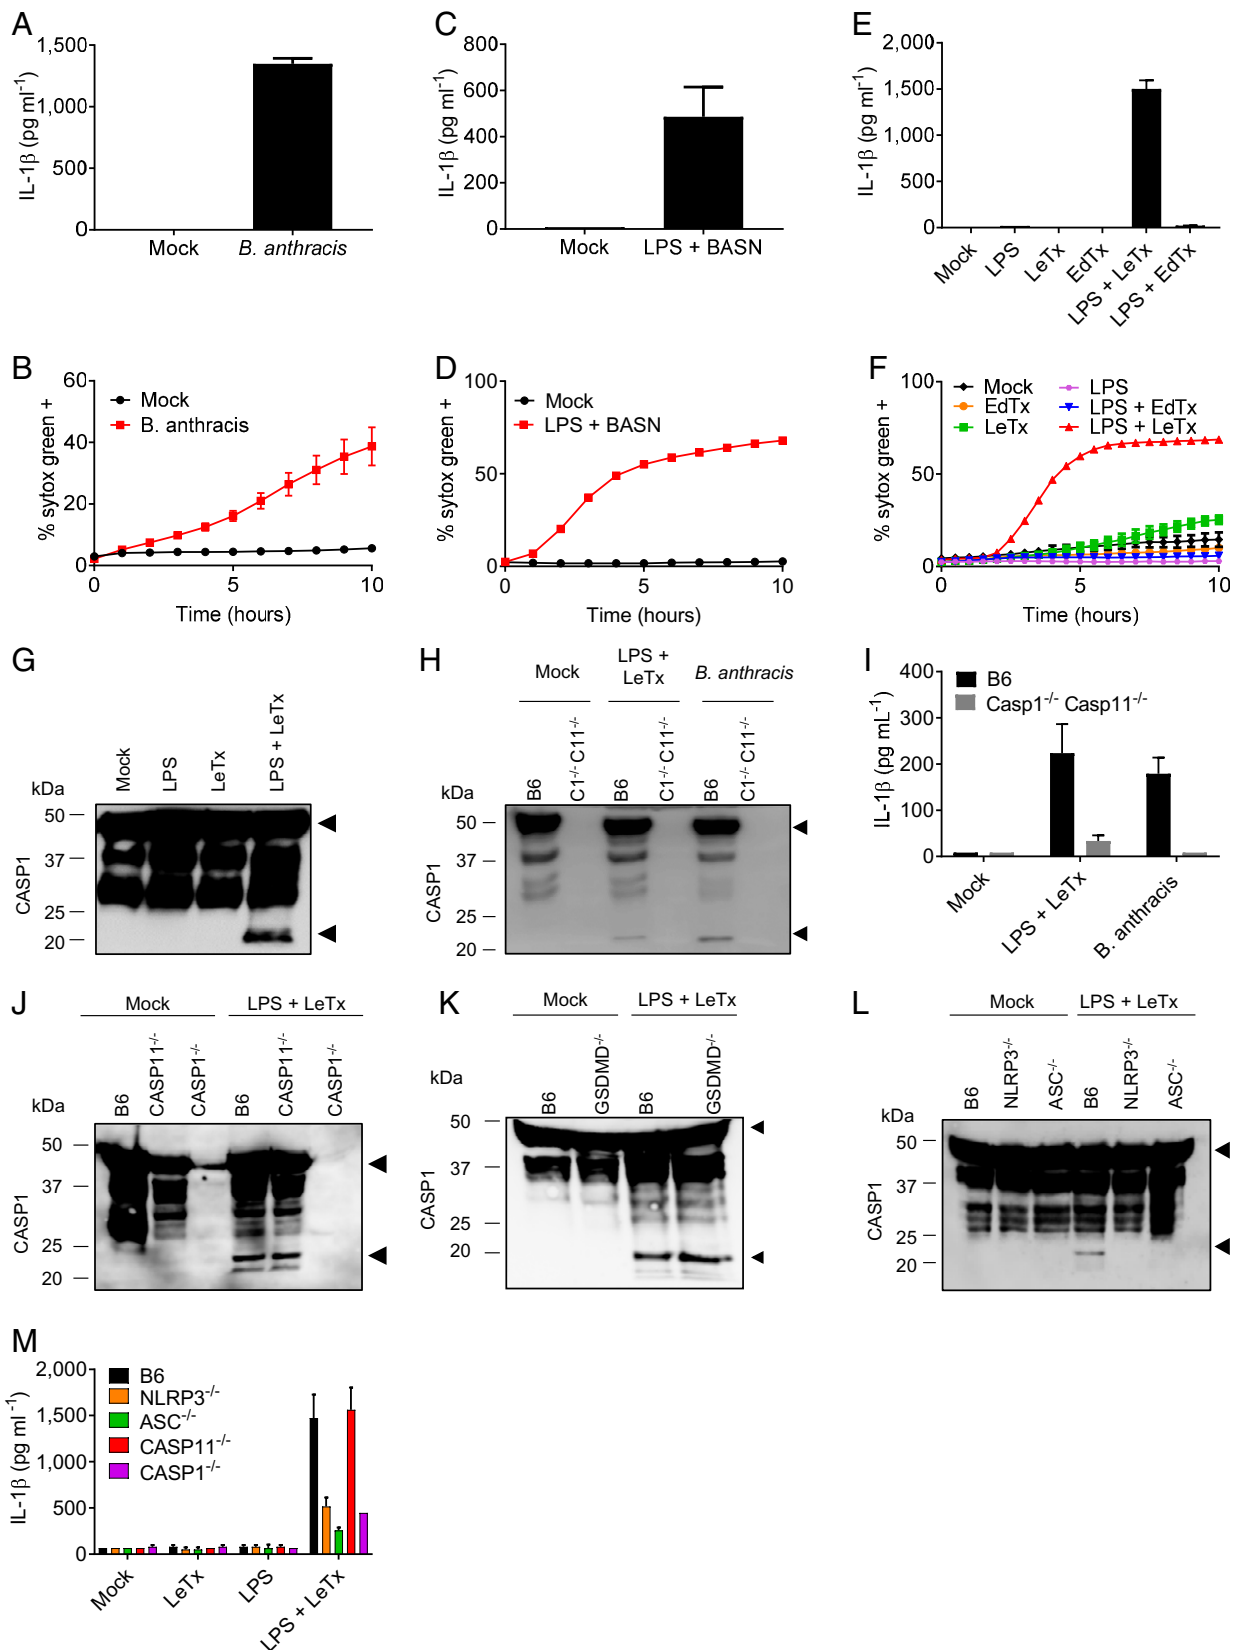 A
IL-1β (pg ml⁻¹)
1,500
1,000
500
0
Mock
B. anthracis
C
IL-1β (pg ml⁻¹)
800
600
400
200
0
Mock
LPS + BASN
E
IL-1β (pg ml⁻¹)
2,000
1,500
1,000
500
0
Mock
LPS
LeTx
EdTx
LPS + LeTx
LPS + EdTx
B
% sytox green +
60
40
20
0
Mock
B. anthracis
0
5
10
Time (hours)
D
% sytox green +
100
50
0
Mock
LPS + BASN
0
5
10
Time (hours)
F
% sytox green +
100
50
0
Mock
EdTx
LeTx
LPS
LPS + EdTx
LPS + LeTx
0
5
10
Time (hours)
G
Mock
LPS
LeTx
LPS + LeTx
kDa
50
37
25
20
CASP1
H
Mock
LPS +
LeTx
B. anthracis
B6
C1⁻/⁻ C11⁻/⁻
B6
C1⁻/⁻ C11⁻/⁻
B6
C1⁻/⁻ C11⁻/⁻
kDa
50
37
25
20
CASP1
I
IL-1β (pg mL⁻¹)
400
300
200
100
0
B6
Casp1⁻/⁻ Casp11⁻/⁻
Mock
LPS + LeTx
B. anthracis
J
Mock
LPS + LeTx
B6
CASP11⁻/⁻
CASP1⁻/⁻
B6
CASP11⁻/⁻
CASP1⁻/⁻
kDa
50
37
25
20
CASP1
K
Mock
LPS + LeTx
B6
GSDMD⁻/⁻
B6
GSDMD⁻/⁻
kDa
50
37
25
20
CASP1
L
Mock
LPS + LeTx
B6
NLRP3⁻/⁻
ASC⁻/⁻
B6
NLRP3⁻/⁻
ASC⁻/⁻
kDa
50
37
25
20
CASP1
M
IL-1β (pg ml⁻¹)
2,000
1,500
1,000
500
0
B6
NLRP3⁻/⁻
ASC⁻/⁻
CASP11⁻/⁻
CASP1⁻/⁻
Mock
LeTx
LPS
LPS + LeTx